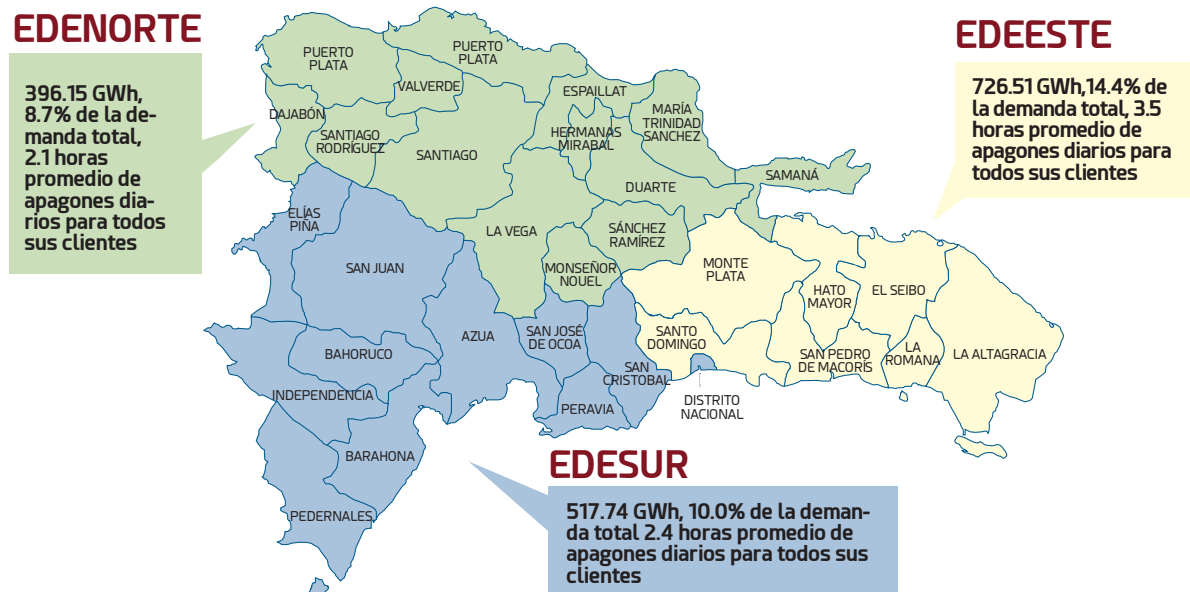 EDENORTE
396.15 GWh,
8.7% de la de-
manda total,
2.1 horas
promedio de
apagones dia-
rios para todos
sus clientes
EDEESTE
726.51 GWh,14.4% de
la demanda total, 3.5
horas promedio de
apagones diarios para
todos sus clientes
PUERTO
PLATA
PUERTO
PLATA
VALVERDE
ESPAILLAT
DAJABÓN
MARÍA
TRINIDAD
SANCHEZ
SANTIAGO
RODRÍGUEZ
SANTIAGO
HERMANAS
MIRABAL
SAMANÁ
DUARTE
ELÍAS
PIÑA
LA VEGA
SÁNCHEZ
RAMÍREZ
SAN JUAN
MONSEÑOR
NOUEL
MONTE
PLATA
HATO
MAYOR
EL SEIBO
AZUA
SAN JOSÉ
DE OCOA
SANTO
DOMINGO
BAHORUCO
SAN PEDRO
DE MACORÍS
LA
ROMANA
LA ALTAGRACIA
SAN
CRISTOBAL
INDEPENDENCIA
PERAVIA
DISTRITO
NACIONAL
BARAHONA
PEDERNALES
EDESUR
517.74 GWh, 10.0% de la deman-
da total 2.4 horas promedio de
apagones diarios para todos sus
clientes